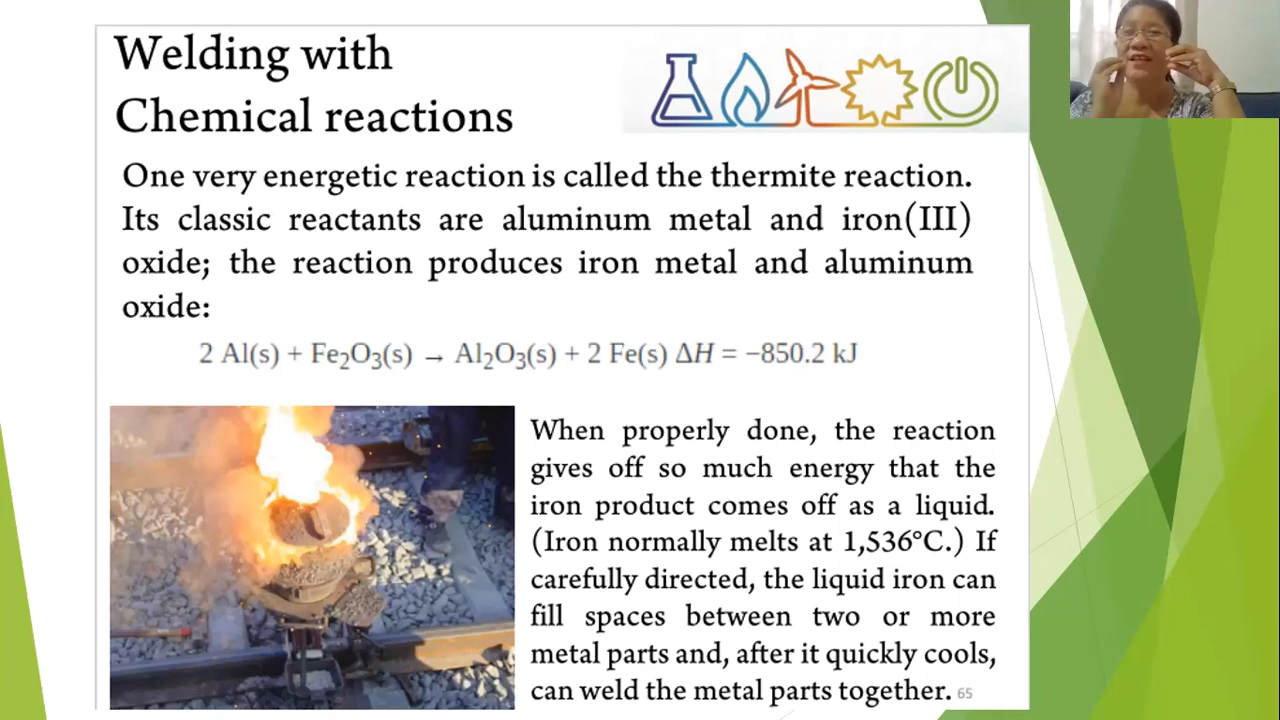 Welding with
Chemical reactions
One very energetic reaction is called the thermite reaction.
Its classic reactants are aluminum metal and iron(III)
oxide; the reaction produces iron metal and aluminum
oxide:
2 Al(s) + Fe₂O₃(s) → Al₂O₃(s) + 2 Fe(s) ΔH = −850.2 kJ
When properly done, the reaction
gives off so much energy that the
iron product comes off as a liquid.
(Iron normally melts at 1,536°C.) If
carefully directed, the liquid iron can
fill spaces between two or more
metal parts and, after it quickly cools,
can weld the metal parts together. 65